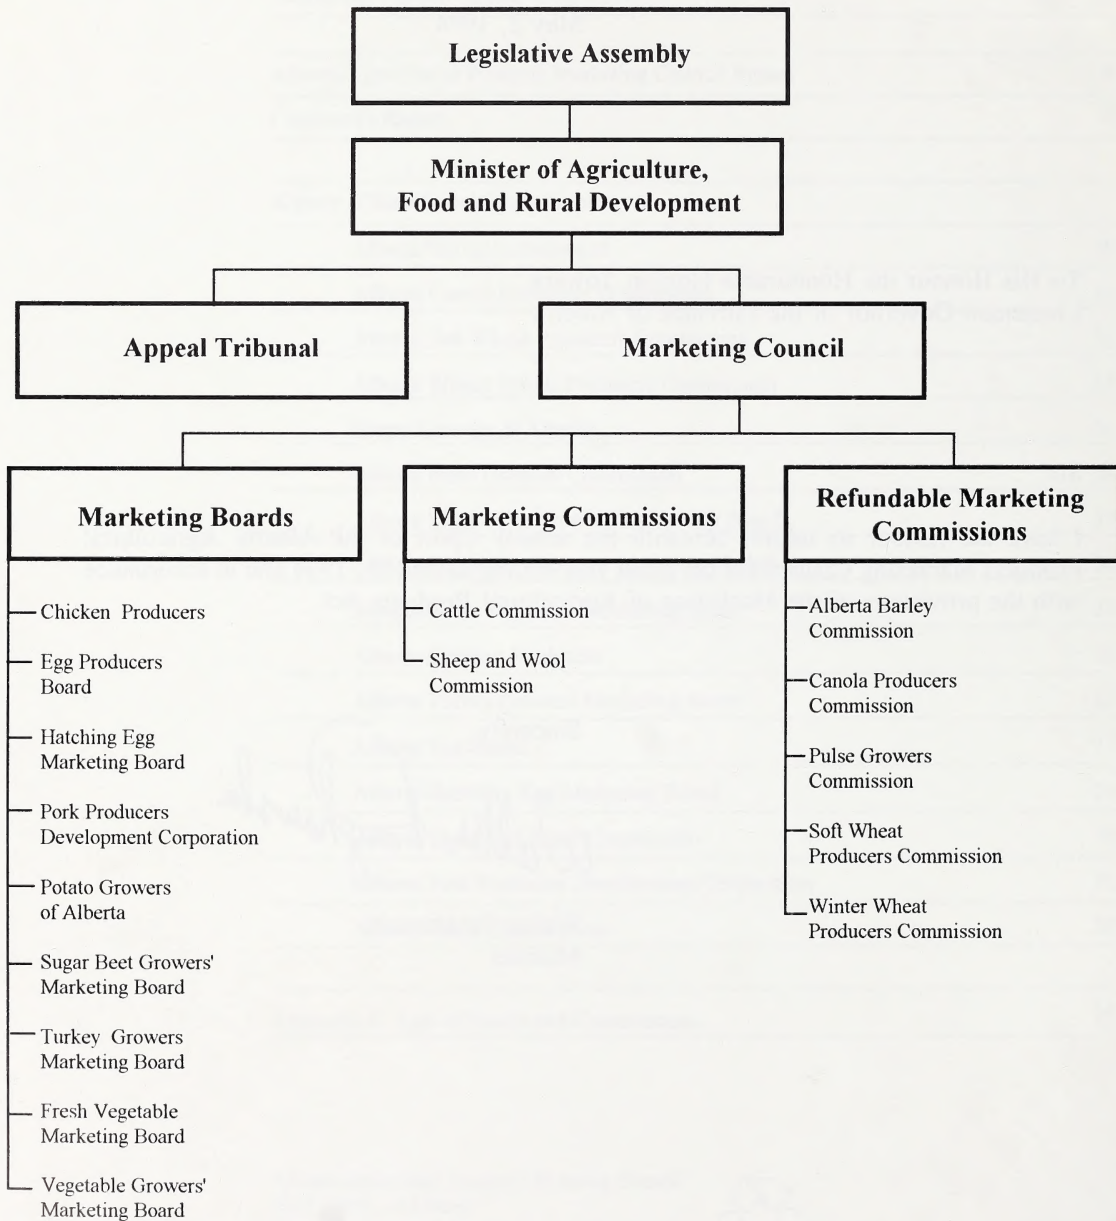 Legislative Assembly
Minister of Agriculture,
Food and Rural Development
Appeal Tribunal
Marketing Council
Marketing Boards
Chicken Producers
Egg Producers
Board
Hatching Egg
Marketing Board
Pork Producers
Development Corporation
Potato Growers
of Alberta
Sugar Beet Growers'
Marketing Board
Turkey Growers
Marketing Board
Fresh Vegetable
Marketing Board
Vegetable Growers'
Marketing Board
Marketing Commissions
Cattle Commission
Sheep and Wool
Commission
Refundable Marketing
Commissions
Alberta Barley
Commission
Canola Producers
Commission
Pulse Growers
Commission
Soft Wheat
Producers Commission
Winter Wheat
Producers Commission